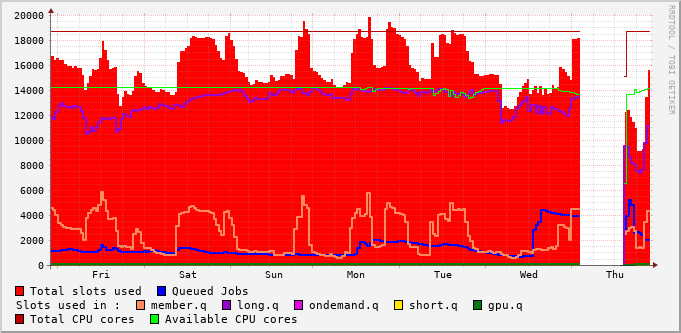 20000
18000
16000
14000
12000
10000
8000
6000
4000
2000
0
Fri Sat Sun Mon Tue Wed Thu
RRDTOOL / TOBI OETIKER
Total slots used Queued Jobs
Slots used in : member.q long.q ondemand.q short.q gpu.q
Total CPU cores Available CPU cores